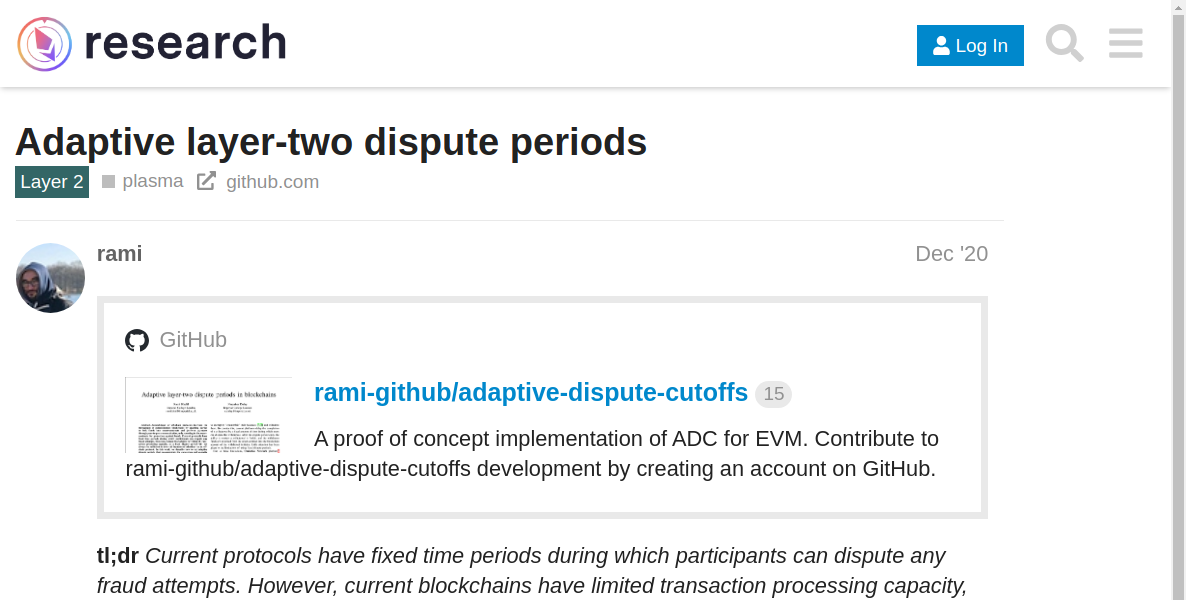 research
Log In
Adaptive layer-two dispute periods
Layer 2 plasma github.com
rami Dec '20
GitHub
Adaptive layer-two dispute periods in blockchains
rami-github/adaptive-dispute-cutoffs 15
A proof of concept implementation of ADC for EVM. Contribute to
rami-github/adaptive-dispute-cutoffs development by creating an account on GitHub.
tl;dr Current protocols have fixed time periods during which participants can dispute any
fraud attempts. However, current blockchains have limited transaction processing capacity,